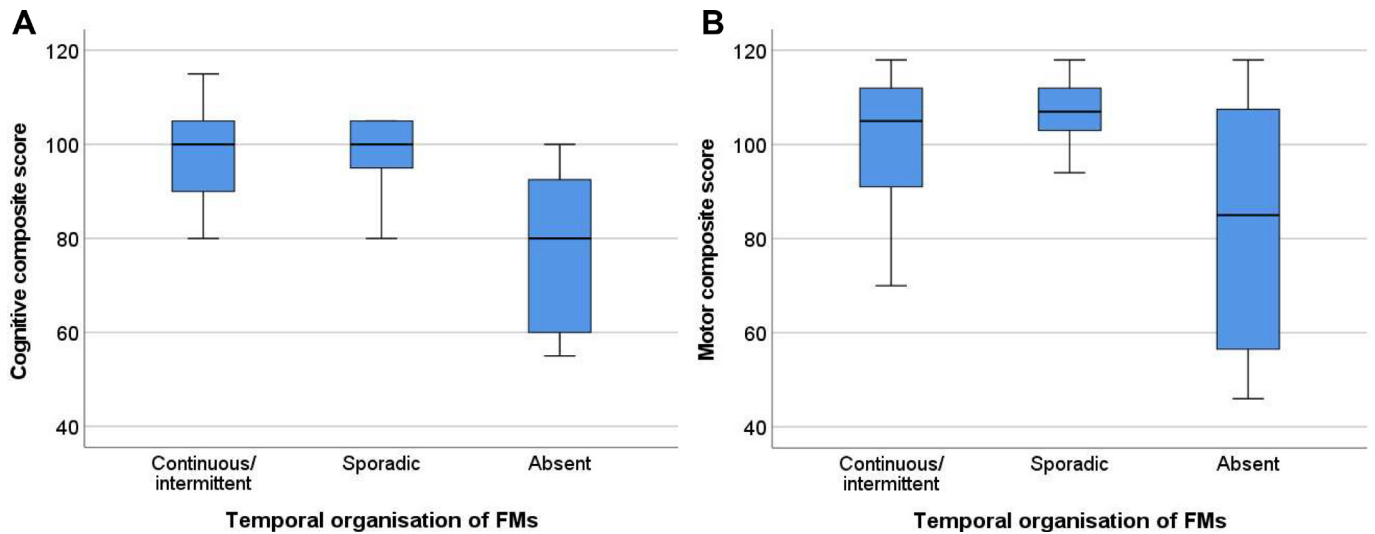 A
Cognitive composite score
120
100
80
60
40
Continuous/
intermittent
Sporadic
Absent
Temporal organisation of FMs
B
Motor composite score
120
100
80
60
40
Continuous/
intermittent
Sporadic
Absent
Temporal organisation of FMs